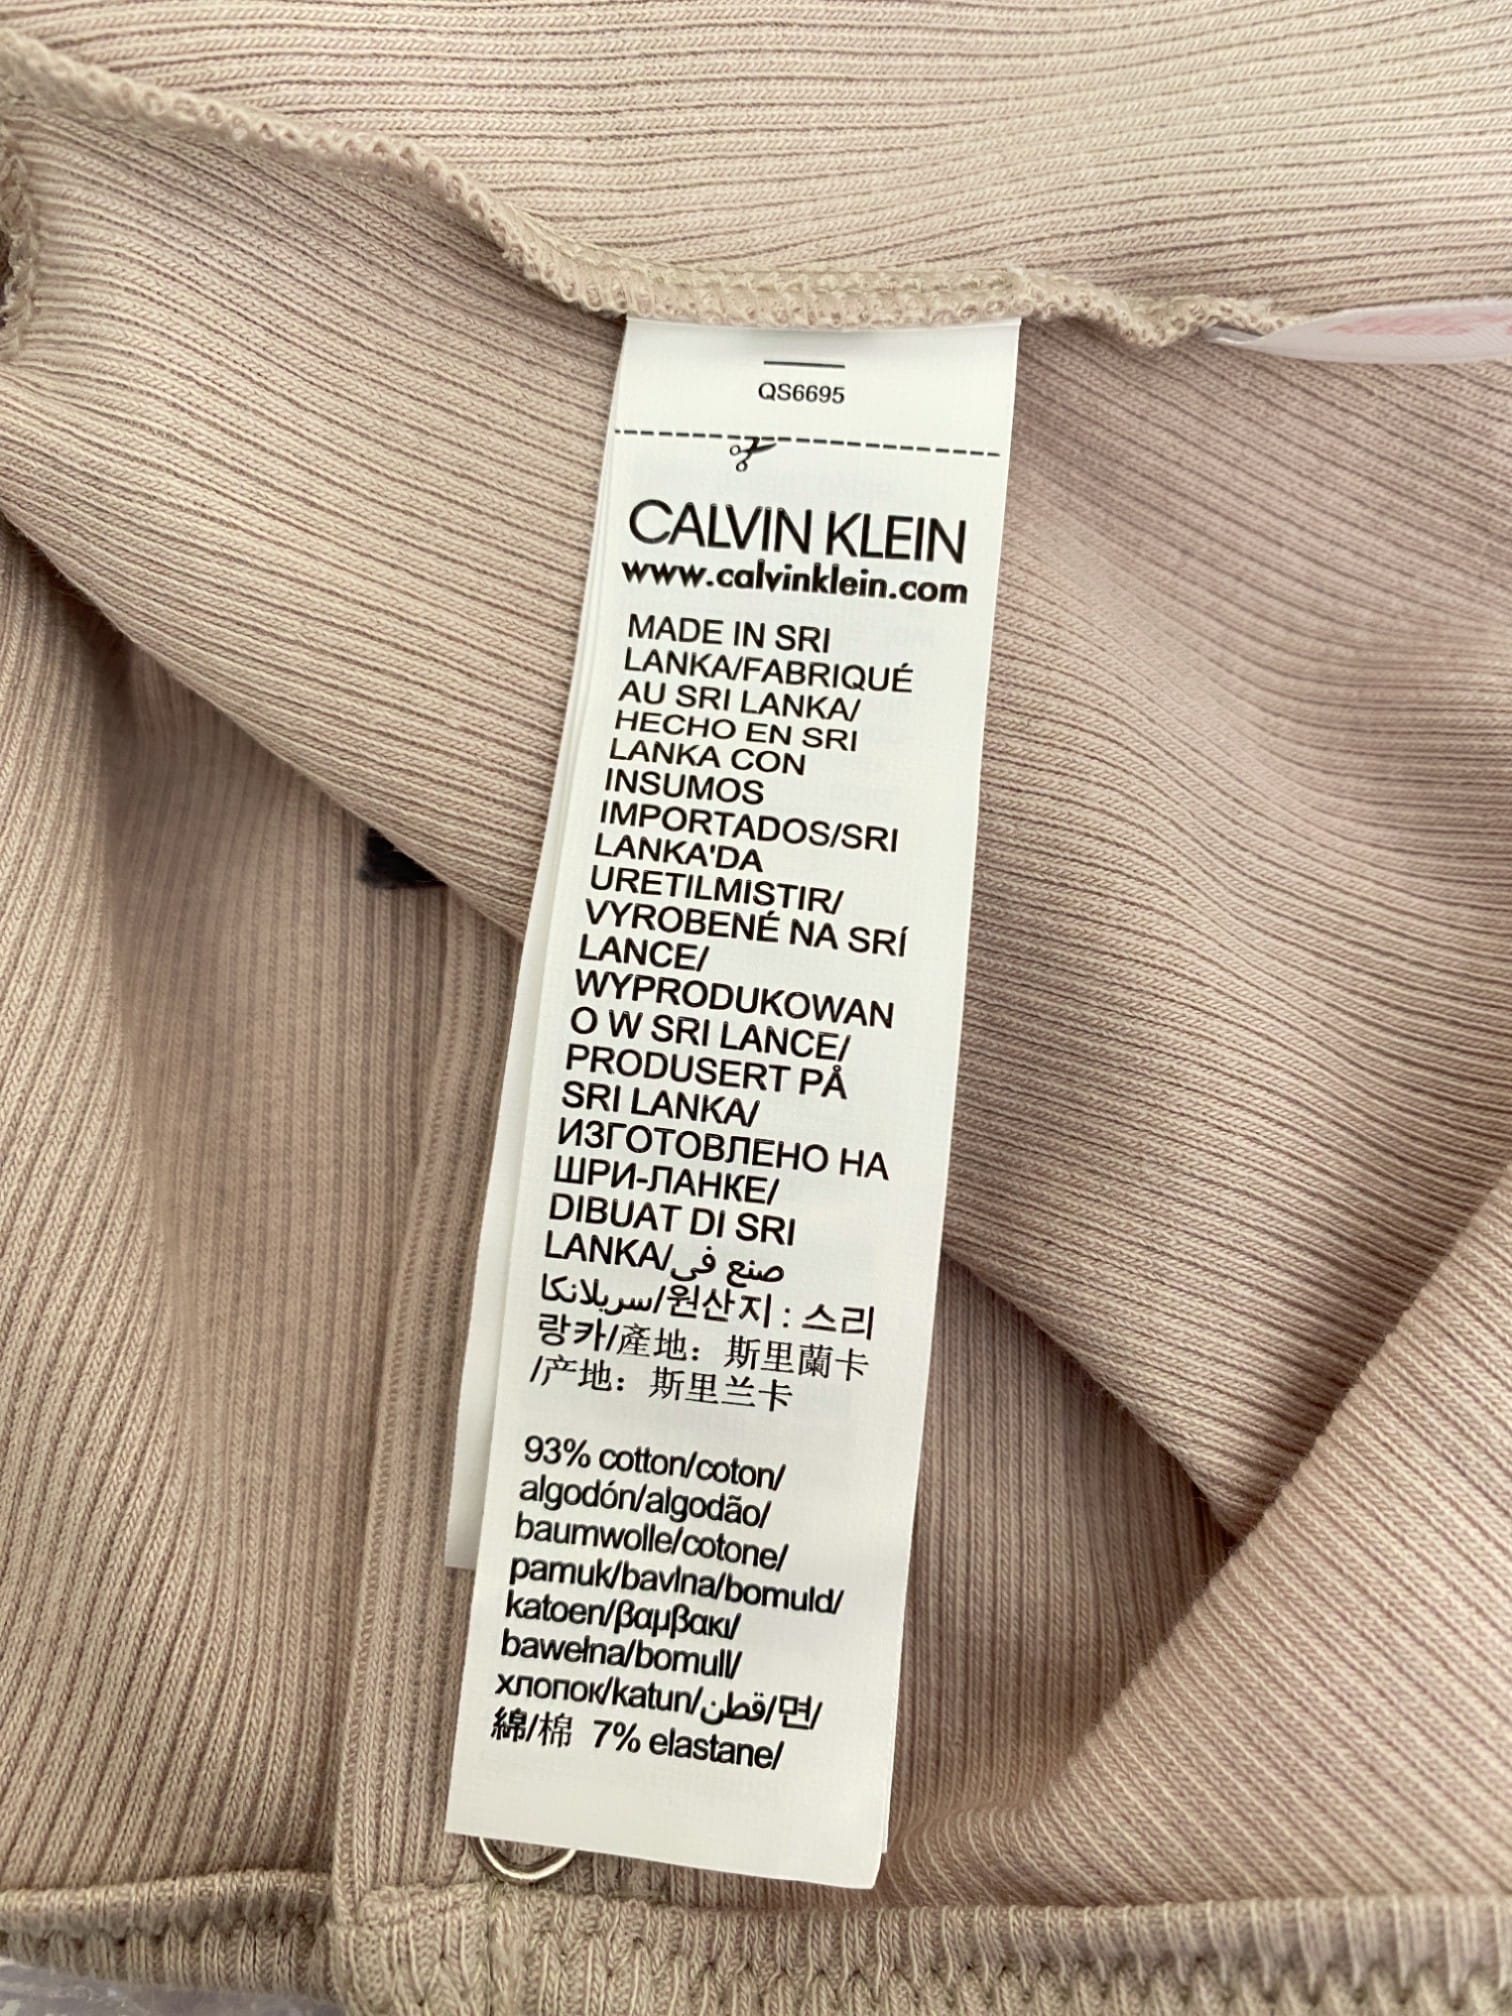 QS6695
CALVIN KLEIN
www.calvinklein.com
MADE IN SRI
LANKA/FABRIQUÉ
AU SRI LANKA/
HECHO EN SRI
LANKA CON
INSUMOS
IMPORTADOS/SRI
LANKA'DA
URETILMISTIR/
VYROBENÉ NA SRÍ
LANCE/
WYPRODUKOWAN
O W SRI LANCE/
PRODUSERT PÅ
SRI LANKA/
ИЗГОТОВЛЕНО НА
ШРИ-ЛАНКЕ/
DIBUAT DI SRI
LANKA/صنع في
سريلانكا/원산지 : 스리
랑카/產地：斯里蘭卡
/产地：斯里兰卡
93% cotton/coton/
algodón/algodão/
baumwolle/cotone/
pamuk/bavlna/bomuld/
katoen/βαμβακι/
bawełna/bomull/
хлопок/katun/قطن/면/
綿/棉 7% elastane/